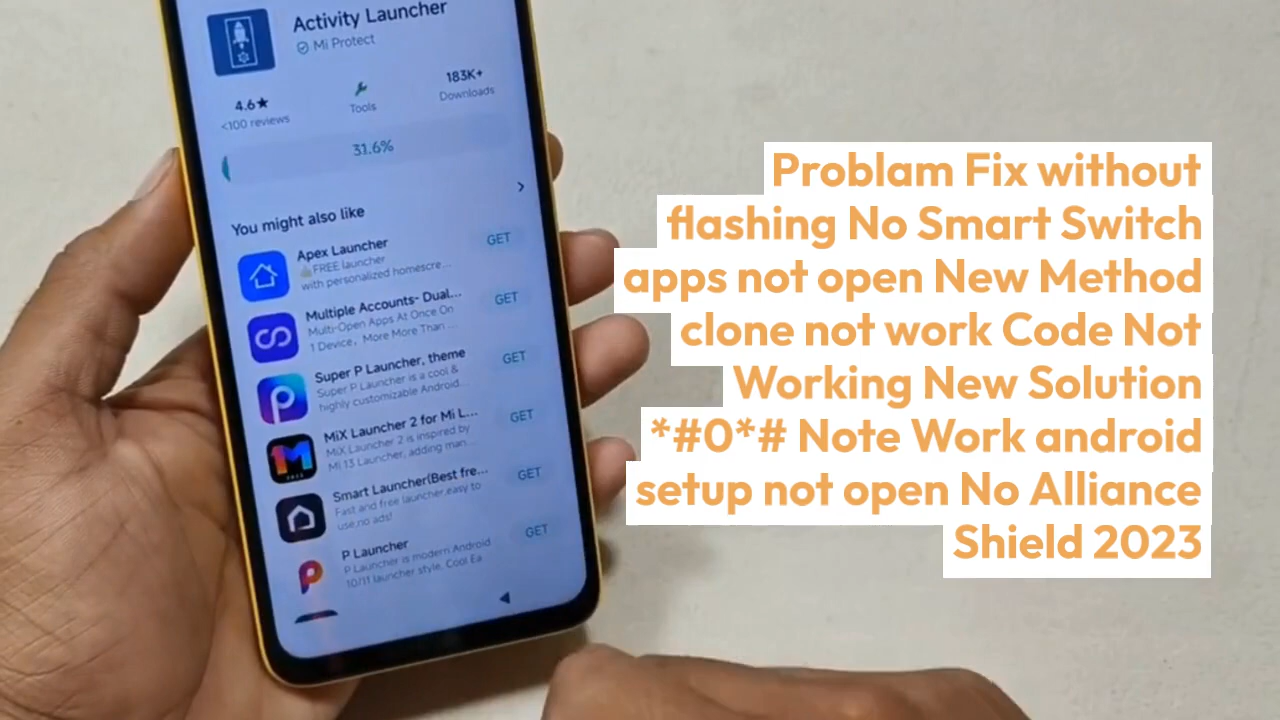 Activity Launcher
Mi Protect
4.6★
<100 reviews
Tools
183K+
Downloads
31.6%
You might also like
Apex Launcher
👍FREE launcher
with personalized homescre...
GET
Multiple Accounts- Dual...
Multi-Open Apps At Once On
1 Device, More More Than ...
GET
Super P Launcher, theme
Super P Launcher is a cool &
highly customizable Android...
GET
MiX Launcher 2 for Mi L...
MiX Launcher 2 is inspired by
MI 13 Launcher, adding man...
GET
Smart Launcher(Best fre...
Fast and free launcher,easy to
use,no ads!
GET
P Launcher
P Launcher is modern Android
10/11 launcher style, Cool Ea
GET
Problam Fix without
flashing No Smart Switch
apps not open New Method
clone not work Code Not
Working New Solution
*#0*# Note Work android
setup not open No Alliance
Shield 2023